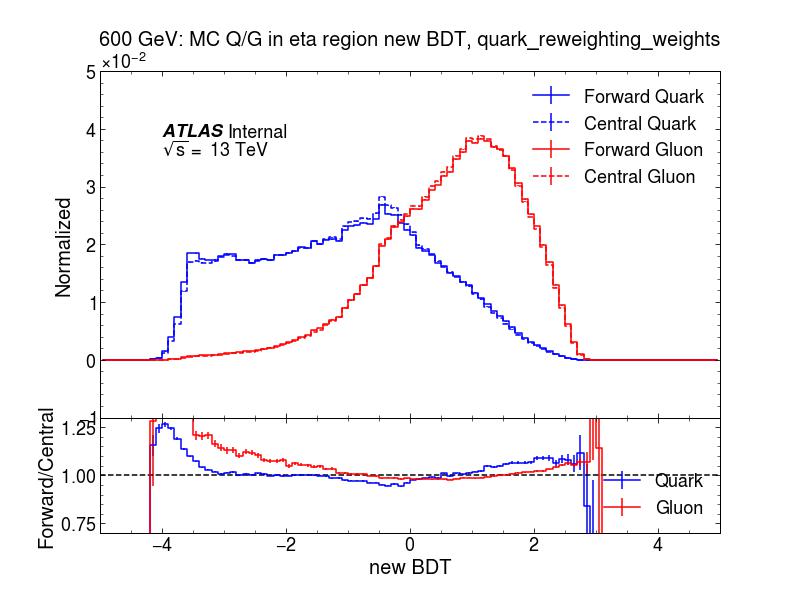 600 GeV: MC Q/G in eta region new BDT, quark_reweighting_weights
×10⁻²
5
4
3
2
1
0
−1
Normalized
ATLAS Internal
√s = 13 TeV
Forward Quark
Central Quark
Forward Gluon
Central Gluon
1.25
1.00
0.75
Forward/Central
Quark
Gluon
−4 −2 0 2 4
new BDT